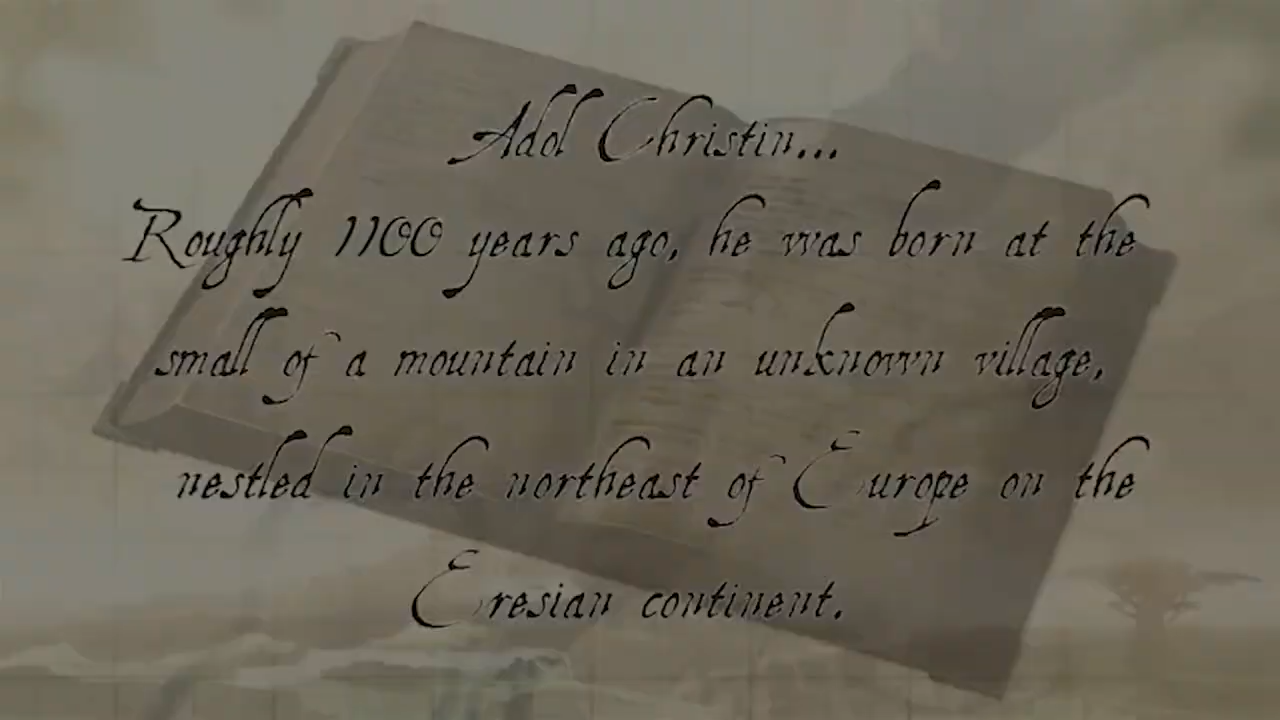 Adol Christin...
Roughly 1100 years ago, he was born at the
small of a mountain in an unknown village,
nestled in the northeast of Europe on the
Eresian continent.